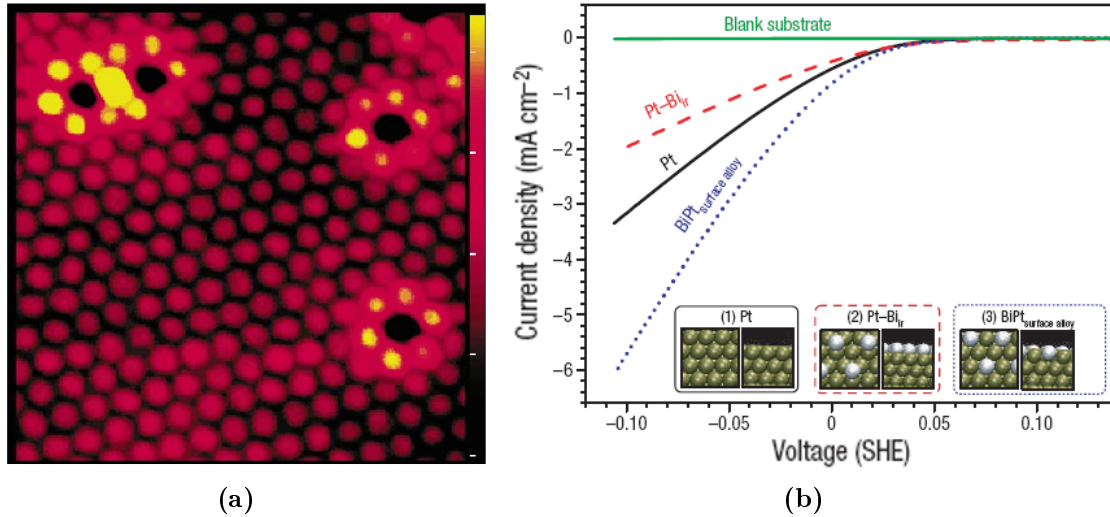 Blank substrate
0
−1
−2
−3
−4
−5
−6
Current density (mA cm⁻²)
Pt–Bi_ir
Pt
BiPt_surface alloy
(1) Pt
(2) Pt–Bi_ir
(3) BiPt_surface alloy
−0.10
−0.05
0
0.05
0.10
Voltage (SHE)
(a)
(b)